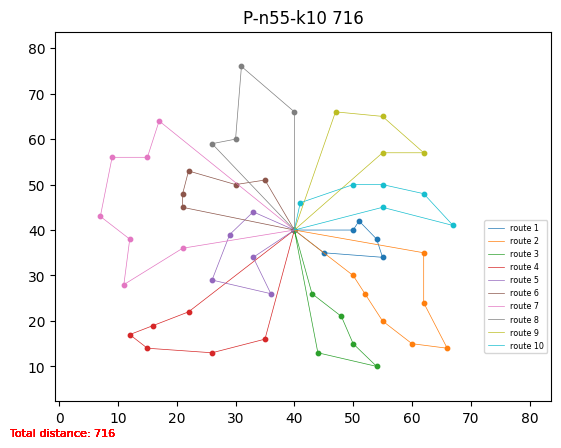 P-n55-k10 716
80
70
60
50
40
30
20
10
0 10 20 30 40 50 60 70 80
route 1
route 2
route 3
route 4
route 5
route 6
route 7
route 8
route 9
route 10
Total distance: 716